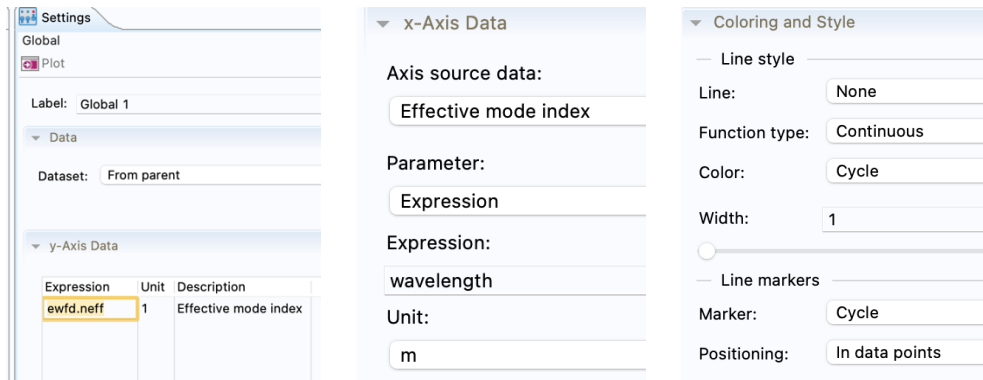 Settings
Global
Plot
Label: Global 1
Data
Dataset: From parent
y-Axis Data
Expression Unit Description
ewfd.neff 1 Effective mode index
x-Axis Data
Axis source data:
Effective mode index
Parameter:
Expression
Expression:
wavelength
Unit:
m
Coloring and Style
Line style
Line: None
Function type: Continuous
Color: Cycle
Width: 1
Line markers
Marker: Cycle
Positioning: In data points